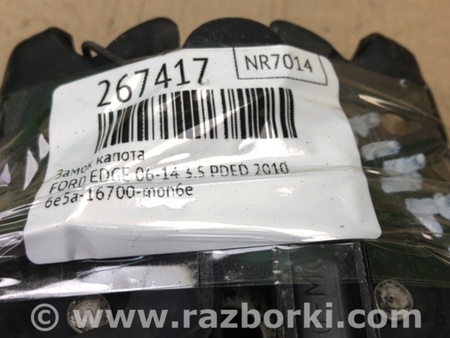 267417
NR7014
Замок капота
FORD EDGE 06-14 3.5 PDED 2010
6e5a-16700-mon6e
www.razborki.com